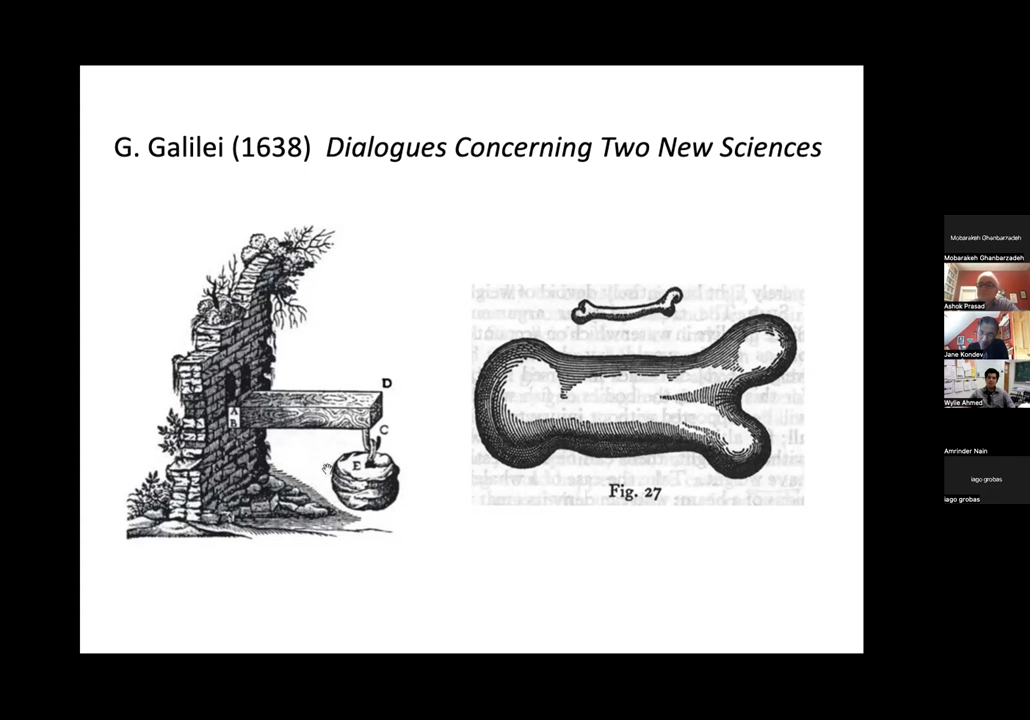 G. Galilei (1638) Dialogues Concerning Two New Sciences
D
A
B
C
E
Fig. 27
Mobarakeh Ghanbarzadeh
Mobarakeh Ghanbarzadeh
Ashok Prasad
Jane Kondev
Wylie Ahmed
Amrinder Nain
iago grobas
iago grobas